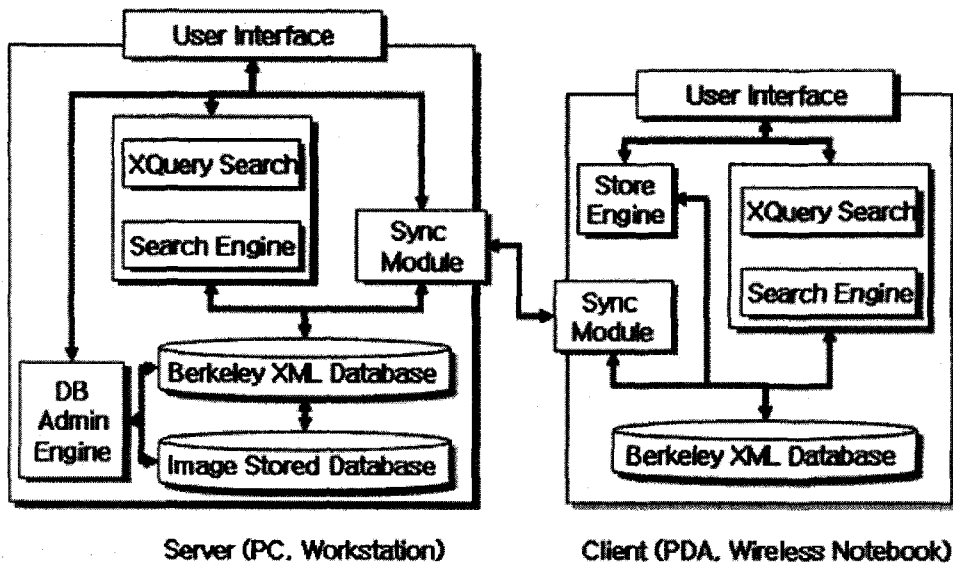 User Interface
XQuery Search
Search Engine
Sync
Module
DB
Admin
Engine
Berkeley XML Database
Image Stored Database
Server (PC, Workstation)
User Interface
Store
Engine
XQuery Search
Search Engine
Sync
Module
Berkeley XML Database
Client (PDA, Wireless Notebook)